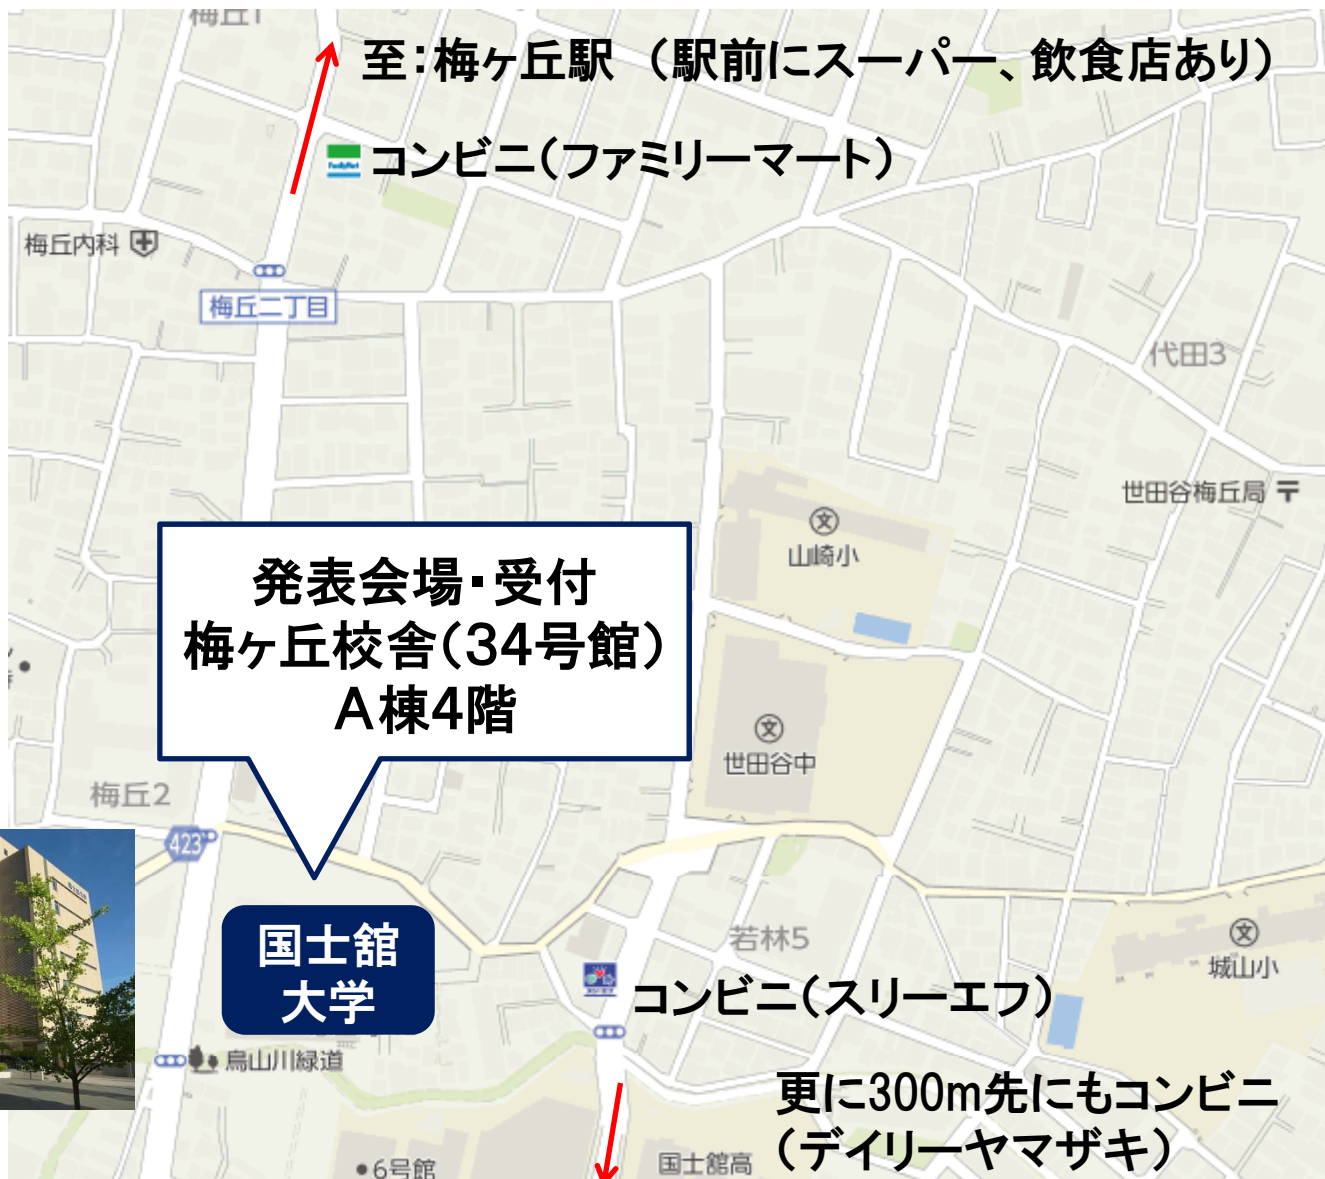 梅丘1
至：梅ヶ丘駅　（駅前にスーパー、飲食店あり）
FamilyMart
コンビニ（ファミリーマート）
梅丘内科
梅丘二丁目
代田3
世田谷梅丘局
文
山崎小
発表会場・受付
梅ヶ丘校舎（34号館）
A棟4階
文
世田谷中
梅丘2
423
国士舘
大学
若林5
文
城山小
コンビニ（スリーエフ）
烏山川緑道
更に300m先にもコンビニ
（デイリーヤマザキ）
6号館
国士舘高